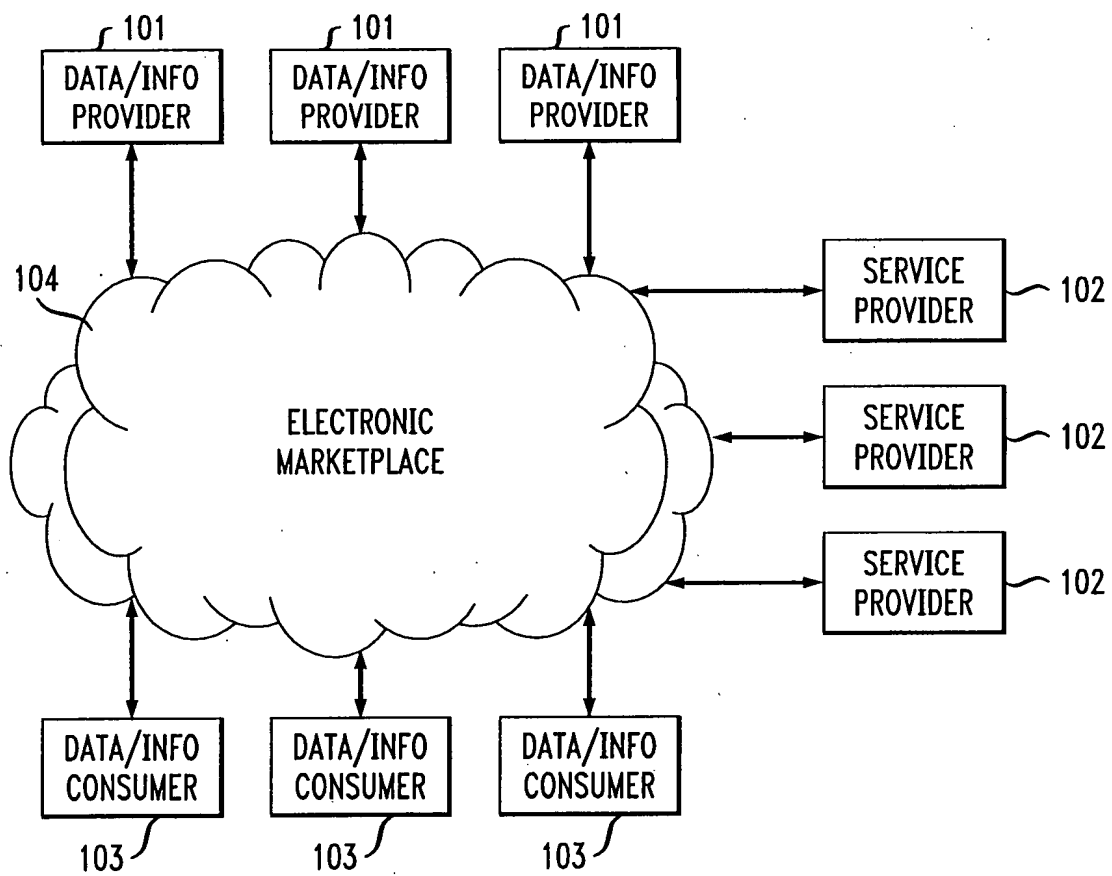 101
101
101
DATA/INFO
PROVIDER
DATA/INFO
PROVIDER
DATA/INFO
PROVIDER
104
SERVICE
PROVIDER
102
ELECTRONIC
MARKETPLACE
SERVICE
PROVIDER
102
SERVICE
PROVIDER
102
DATA/INFO
CONSUMER
DATA/INFO
CONSUMER
DATA/INFO
CONSUMER
103
103
103